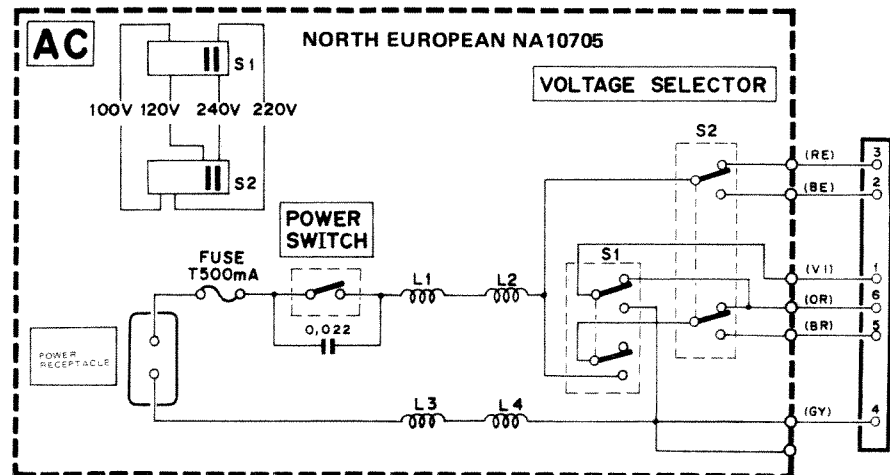 AC
NORTH EUROPEAN NA10705
S1
VOLTAGE SELECTOR
100V 120V 240V 220V
S2
(RE) 3
(BE) 2
S2
POWER
SWITCH
FUSE
T500mA
S1
L1 L2
(VI) 1
(OR) 6
0,022
(BR) 5
POWER
RECEPTACLE
L3 L4
(GY) 4